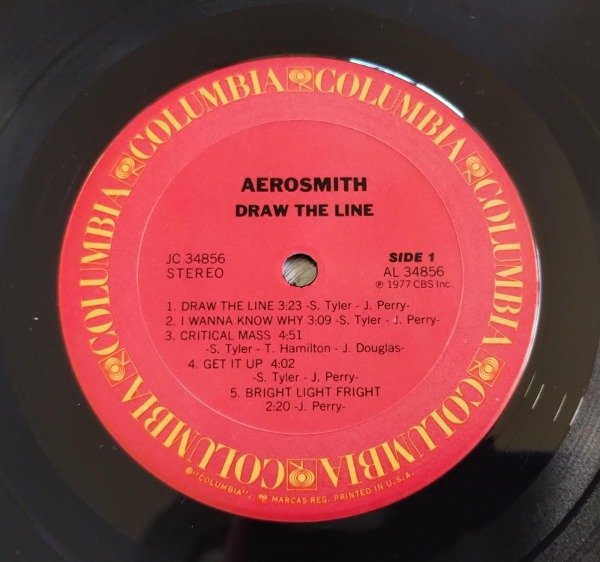 COLUMBIA COLUMBIA COLUMBIA COLUMBIA COLUMBIA COLUMBIA
AEROSMITH
DRAW THE LINE
JC 34856
STEREO
SIDE 1
AL 34856
℗ 1977 CBS Inc.
1. DRAW THE LINE 3:23 -S. Tyler - J. Perry-
2. I WANNA KNOW WHY 3:09 -S. Tyler - J. Perry-
3. CRITICAL MASS 4:51
-S. Tyler - T. Hamilton - J. Douglas-
4. GET IT UP 4:02
-S. Tyler - J. Perry-
5. BRIGHT LIGHT FRIGHT
2:20 -J. Perry-
® "COLUMBIA", MARCAS REG. PRINTED IN U.S.A.